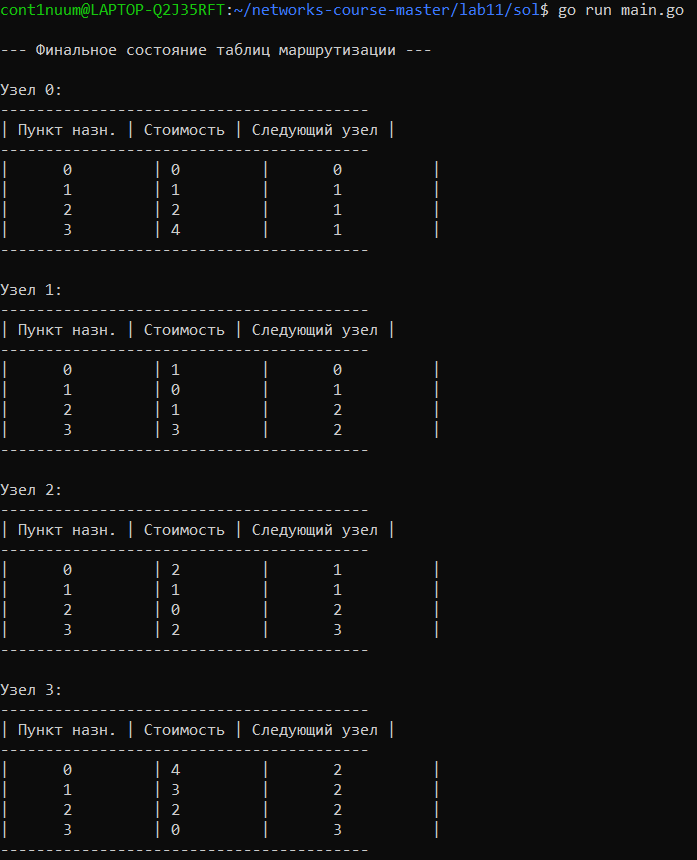 cont1nuum@LAPTOP-Q2J35RFT:~/networks-course-master/lab11/sol$ go run main.go

--- Финальное состояние таблиц маршрутизации ---

Узел 0:
-----------------------------------------
| Пункт назн. | Стоимость | Следующий узел |
-----------------------------------------
|      0         | 0         |       0          |
|      1         | 1         |       1          |
|      2         | 2         |       1          |
|      3         | 4         |       1          |
-----------------------------------------

Узел 1:
-----------------------------------------
| Пункт назн. | Стоимость | Следующий узел |
-----------------------------------------
|      0         | 1         |       0          |
|      1         | 0         |       1          |
|      2         | 1         |       2          |
|      3         | 3         |       2          |
-----------------------------------------

Узел 2:
-----------------------------------------
| Пункт назн. | Стоимость | Следующий узел |
-----------------------------------------
|      0         | 2         |       1          |
|      1         | 1         |       1          |
|      2         | 0         |       2          |
|      3         | 2         |       3          |
-----------------------------------------

Узел 3:
-----------------------------------------
| Пункт назн. | Стоимость | Следующий узел |
-----------------------------------------
|      0         | 4         |       2          |
|      1         | 3         |       2          |
|      2         | 2         |       2          |
|      3         | 0         |       3          |
-----------------------------------------